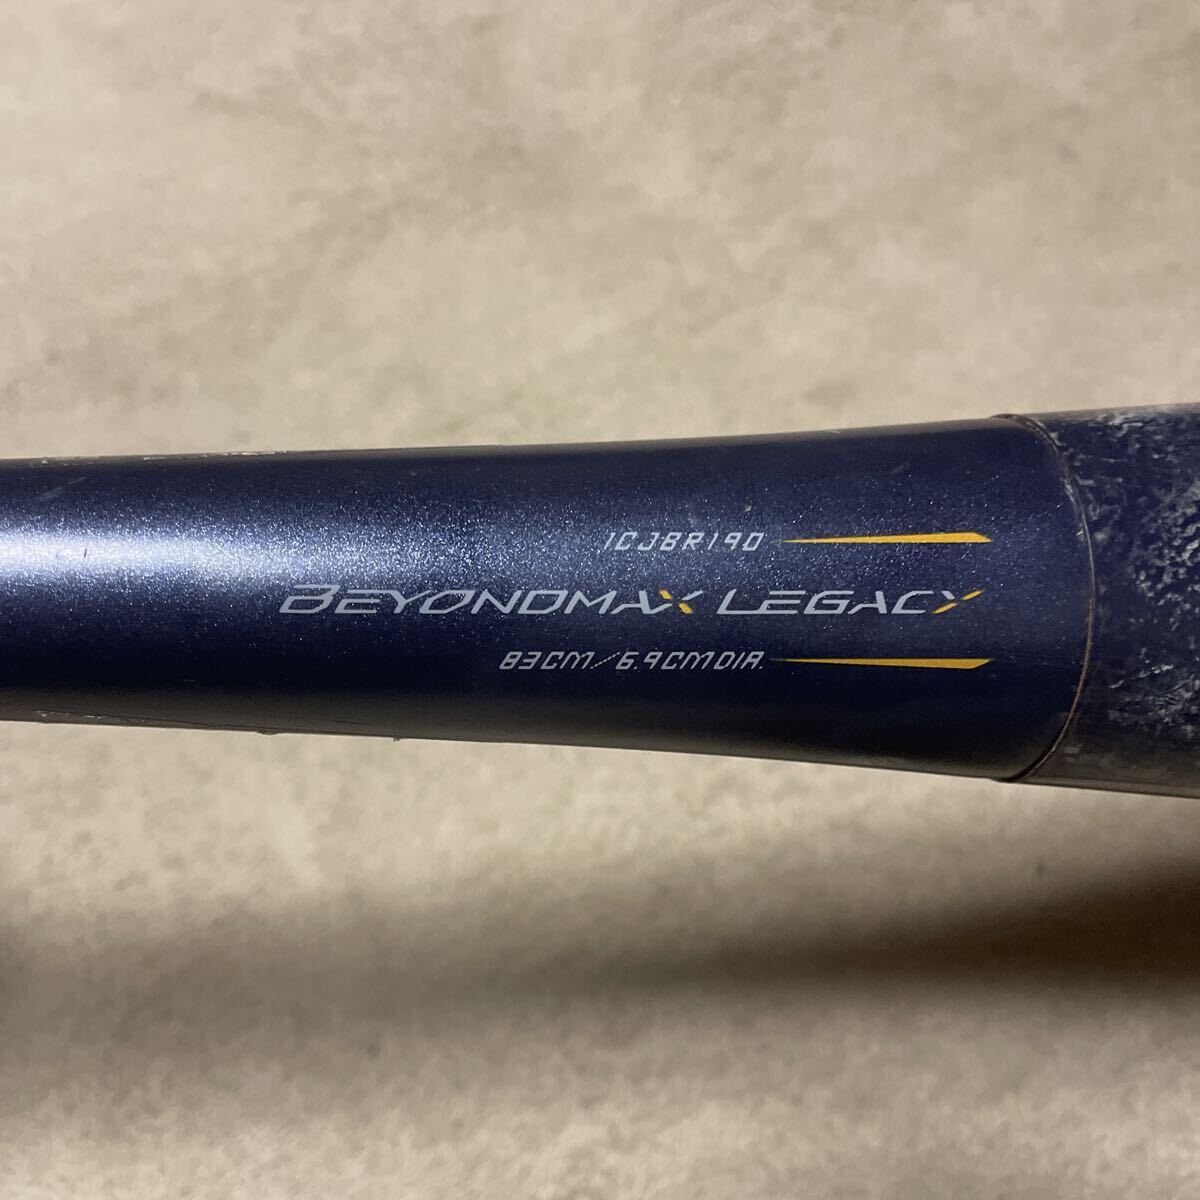 1CJBR190
BEYONDMAX LEGACY
83CM/6.9CMDIA.